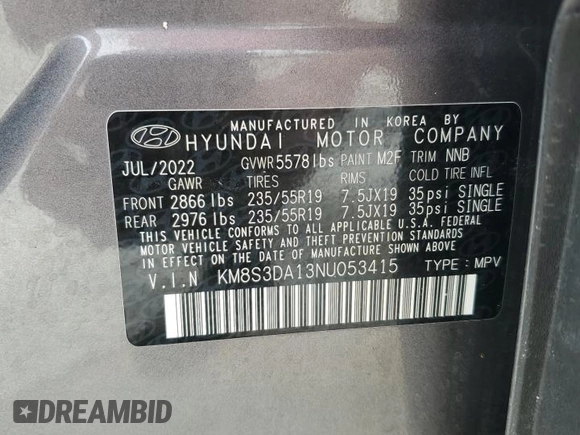 MANUFACTURED IN KOREA BY
HYUNDAI MOTOR COMPANY
JUL/2022 GVWR 5578lbs PAINT M2F TRIM NNB
GAWR TIRES RIMS COLD TIRE INFL
FRONT 2866 lbs 235/55R19 7.5JX19 35psi SINGLE
REAR 2976 lbs 235/55R19 7.5JX19 35psi SINGLE
THIS VEHICLE CONFORMS TO ALL APPLICABLE U.S.A. FEDERAL
MOTOR VEHICLE SAFETY AND THEFT PREVENTION STANDARDS
IN EFFECT ON THE DATE OF MANUFACTURE SHOWN ABOVE.
V.I.N KM8S3DA13NU053415 TYPE: MPV
DREAMBID